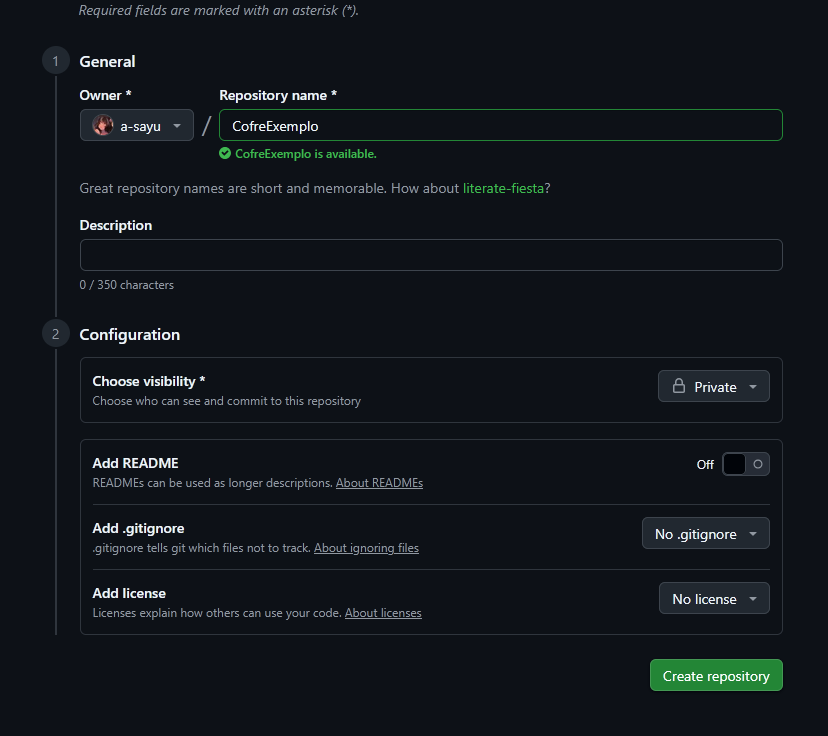 Required fields are marked with an asterisk (*).
1 General
Owner * Repository name *
a-sayu / CofreExemplo
CofreExemplo is available.
Great repository names are short and memorable. How about literate-fiesta?
Description
0 / 350 characters
2 Configuration
Choose visibility *
Choose who can see and commit to this repository
Private
Add README
READMEs can be used as longer descriptions. About READMEs
Off
Add .gitignore
.gitignore tells git which files not to track. About ignoring files
No .gitignore
Add license
Licenses explain how others can use your code. About licenses
No license
Create repository